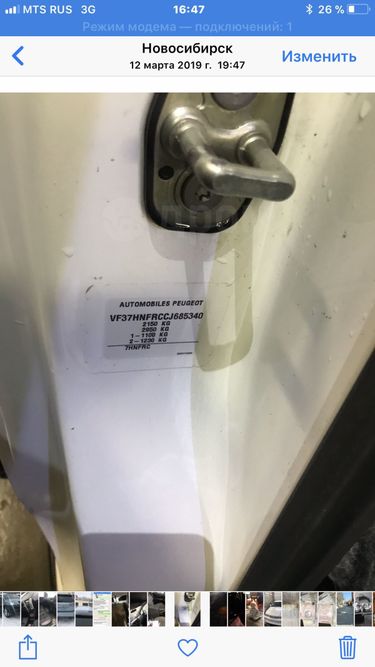 MTS RUS 3G 16:47 26 %
Режим модема — подключений: 1
Новосибирск
12 марта 2019 г. 19:47
Изменить
AUTOMOBILES PEUGEOT
VF37HNFRCCJ685340
2150 KG
2950 KG
1-1100 KG
2-1230 KG
7HNFRC